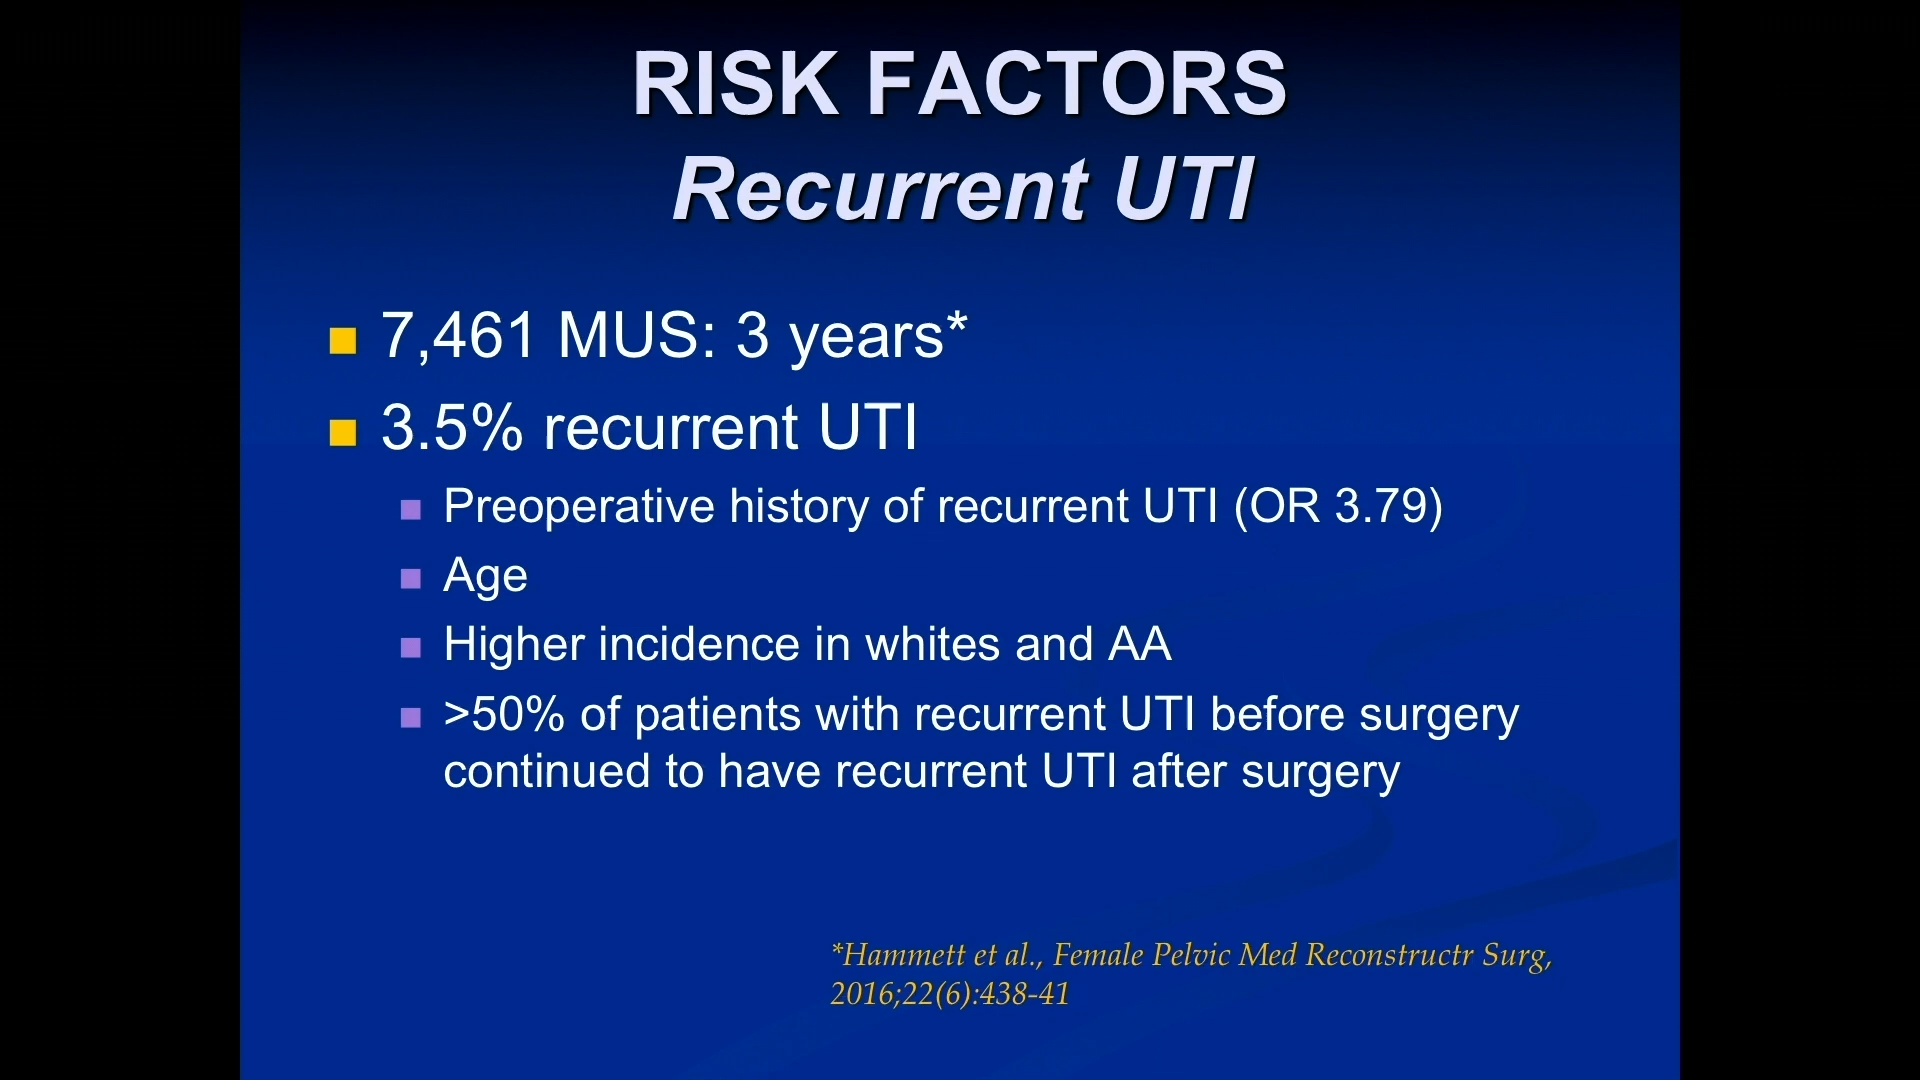 RISK FACTORS
Recurrent UTI
7,461 MUS: 3 years*
3.5% recurrent UTI
Preoperative history of recurrent UTI (OR 3.79)
Age
Higher incidence in whites and AA
>50% of patients with recurrent UTI before surgery
continued to have recurrent UTI after surgery
*Hammett et al., Female Pelvic Med Reconstructr Surg,
2016;22(6):438-41